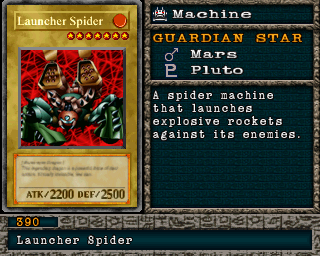 Launcher Spider
ATK/2200 DEF/2500
Machine
GUARDIAN STAR
Mars
Pluto
A spider machine
that launches
explosive rockets
against its enemies.
390
Launcher Spider